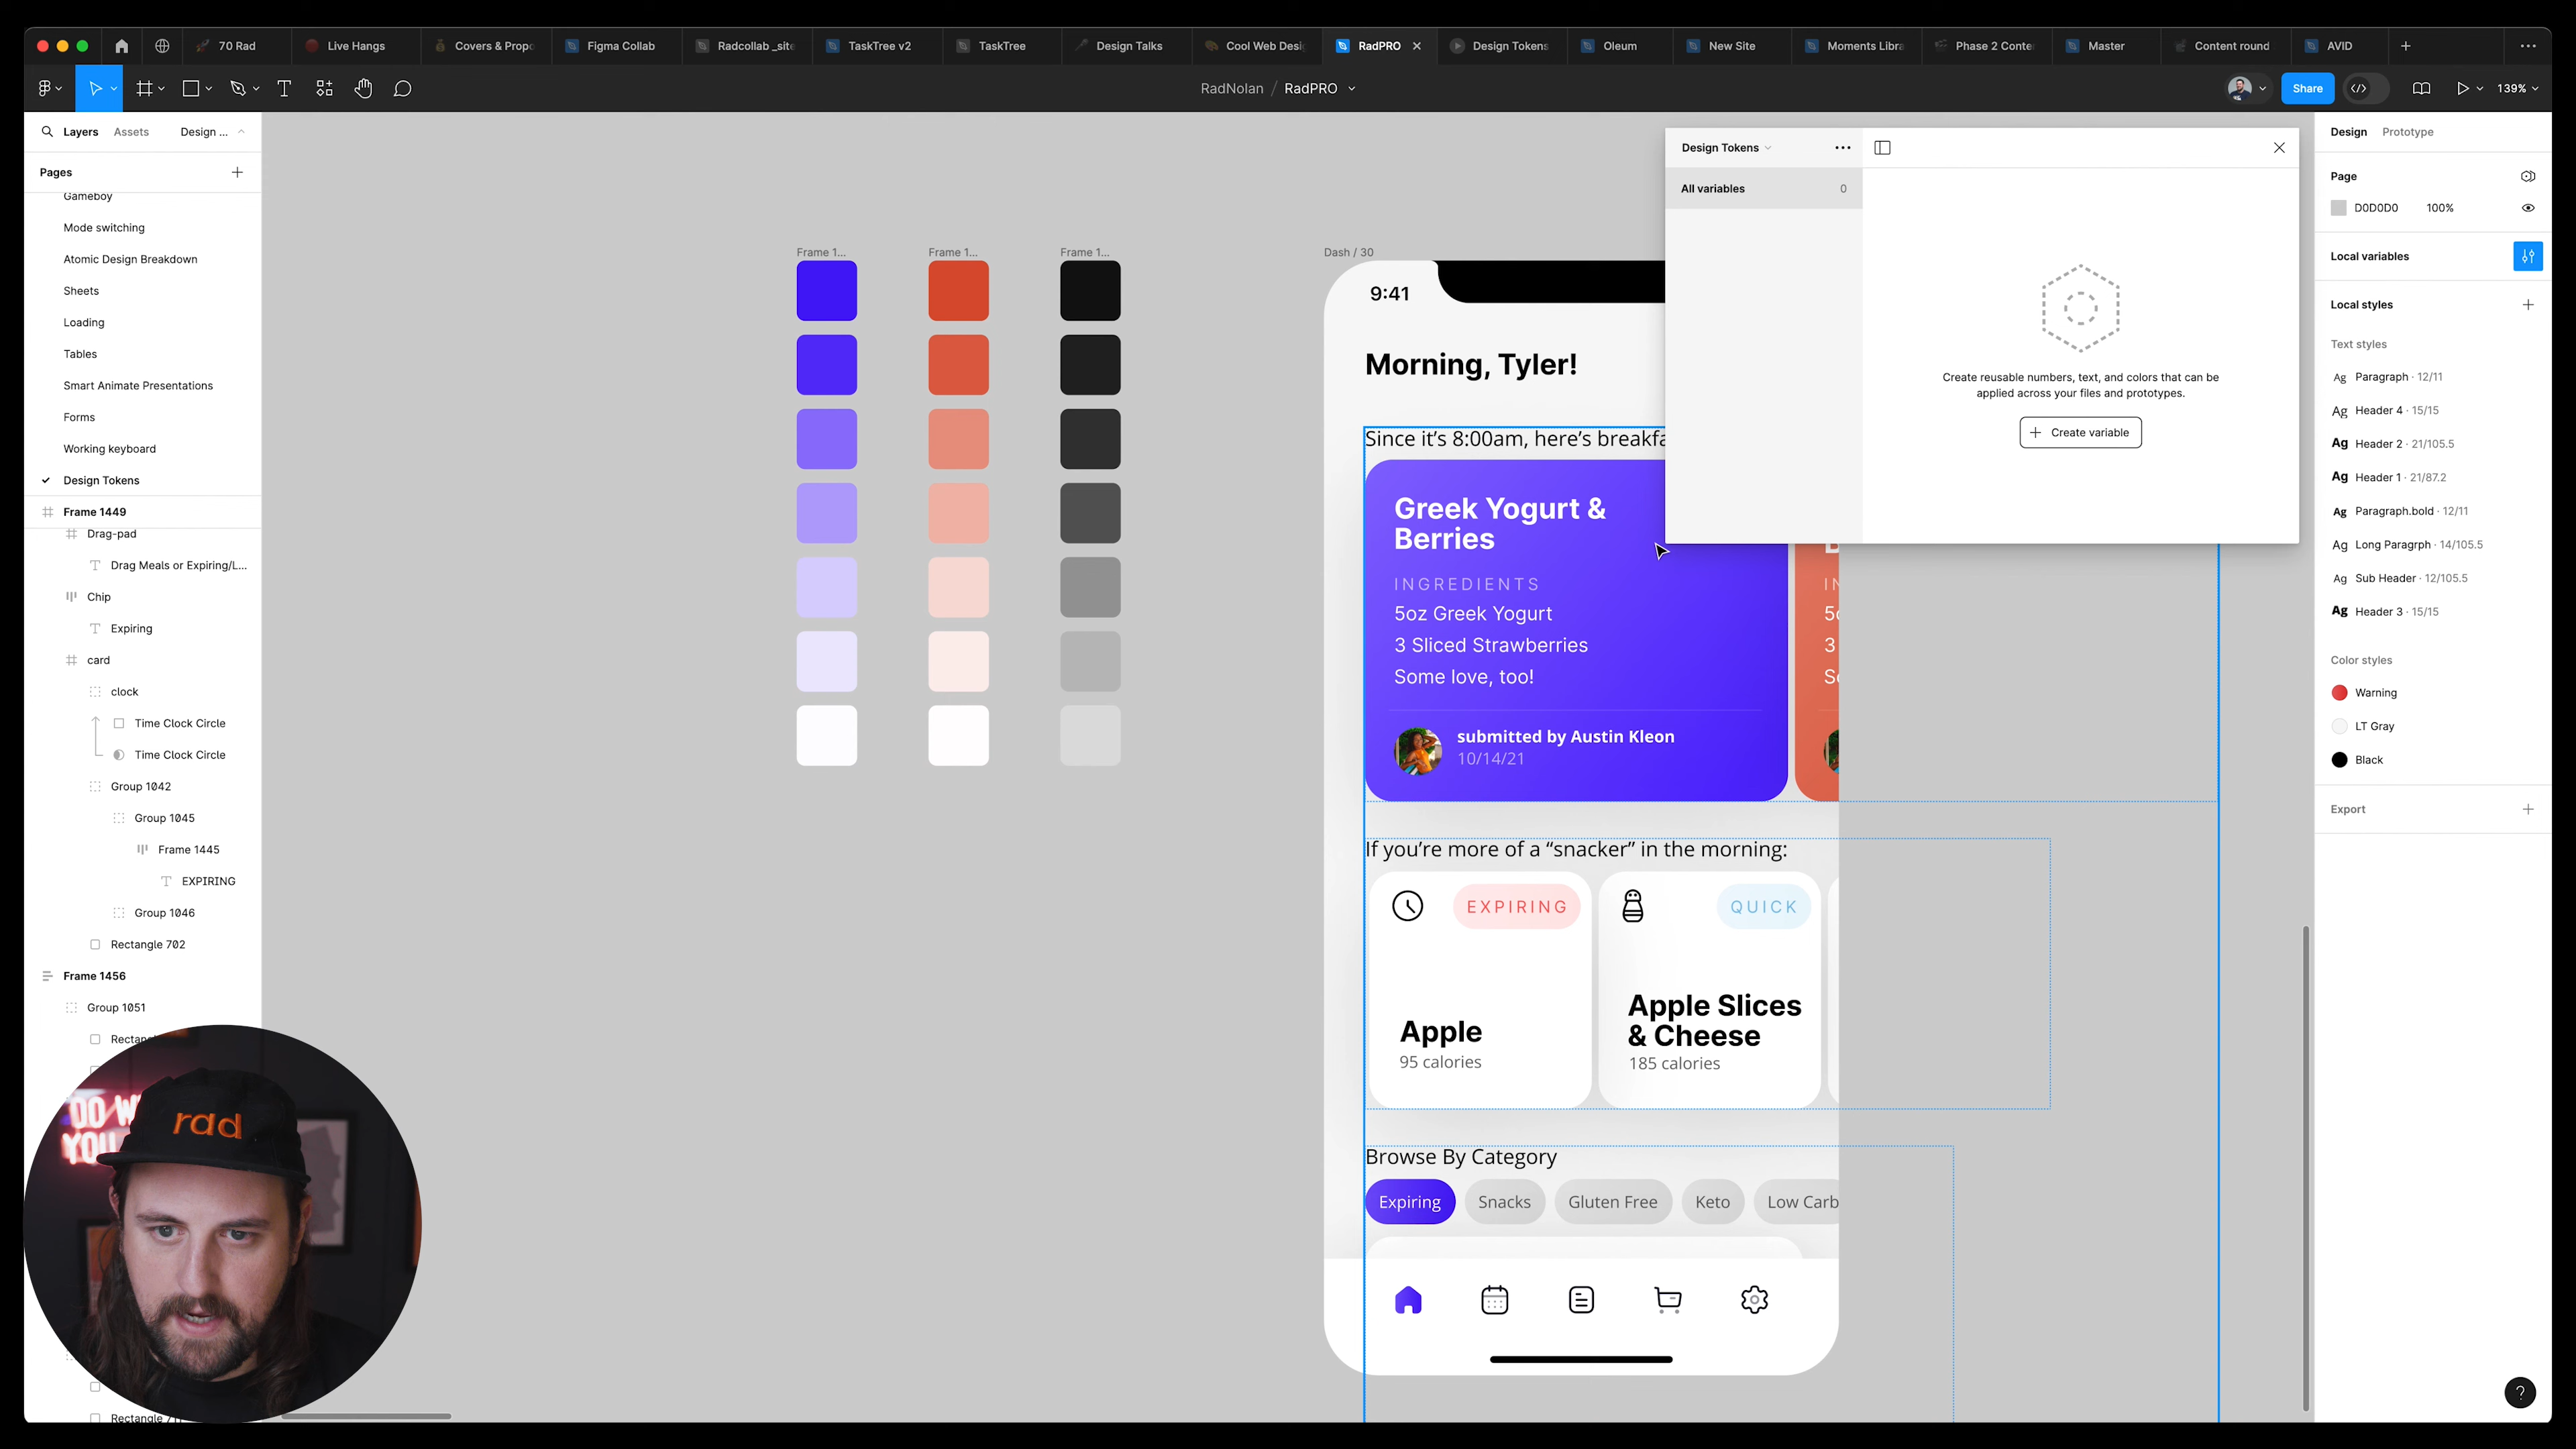 70 Rad
Live Hangs
Covers & Propo
Figma Collab
Radcollab _site
TaskTree v2
TaskTree
Design Talks
Cool Web Desi
RadPRO
Design Tokens
Oleum
New Site
Moments Libra
Phase 2 Conte
Master
Content round
AVID
RadNolan / RadPRO
Share
139%
Layers
Assets
Design ...
Pages
Gameboy
Mode switching
Atomic Design Breakdown
Sheets
Loading
Tables
Smart Animate Presentations
Forms
Working keyboard
Design Tokens
Frame 1449
Drag-pad
Drag Meals or Expiring/L...
Chip
Expiring
card
clock
Time Clock Circle
Time Clock Circle
Group 1042
Group 1045
Frame 1445
EXPIRING
Group 1046
Rectangle 702
Frame 1456
Group 1051
Rectan
Rectangle 71
DO W
YOU
rad
Frame 1...
Frame 1...
Frame 1...
Dash / 30
9:41
Morning, Tyler!
Since it's 8:00am, here's breakfa
Greek Yogurt &
Berries
INGREDIENTS
5oz Greek Yogurt
3 Sliced Strawberries
Some love, too!
submitted by Austin Kleon
10/14/21
If you're more of a “snacker” in the morning:
EXPIRING
QUICK
Apple
95 calories
Apple Slices
& Cheese
185 calories
Browse By Category
Expiring
Snacks
Gluten Free
Keto
Low Carb
Design Tokens
All variables
0
Create reusable numbers, text, and colors that can be
applied across your files and prototypes.
Create variable
Design
Prototype
Page
D0D0D0
100%
Local variables
Local styles
Text styles
Ag Paragraph · 12/11
Ag Header 4 · 15/15
Ag Header 2 · 21/105.5
Ag Header 1 · 21/87.2
Ag Paragraph.bold · 12/11
Ag Long Paragrph · 14/105.5
Ag Sub Header · 12/105.5
Ag Header 3 · 15/15
Color styles
Warning
LT Gray
Black
Export
?